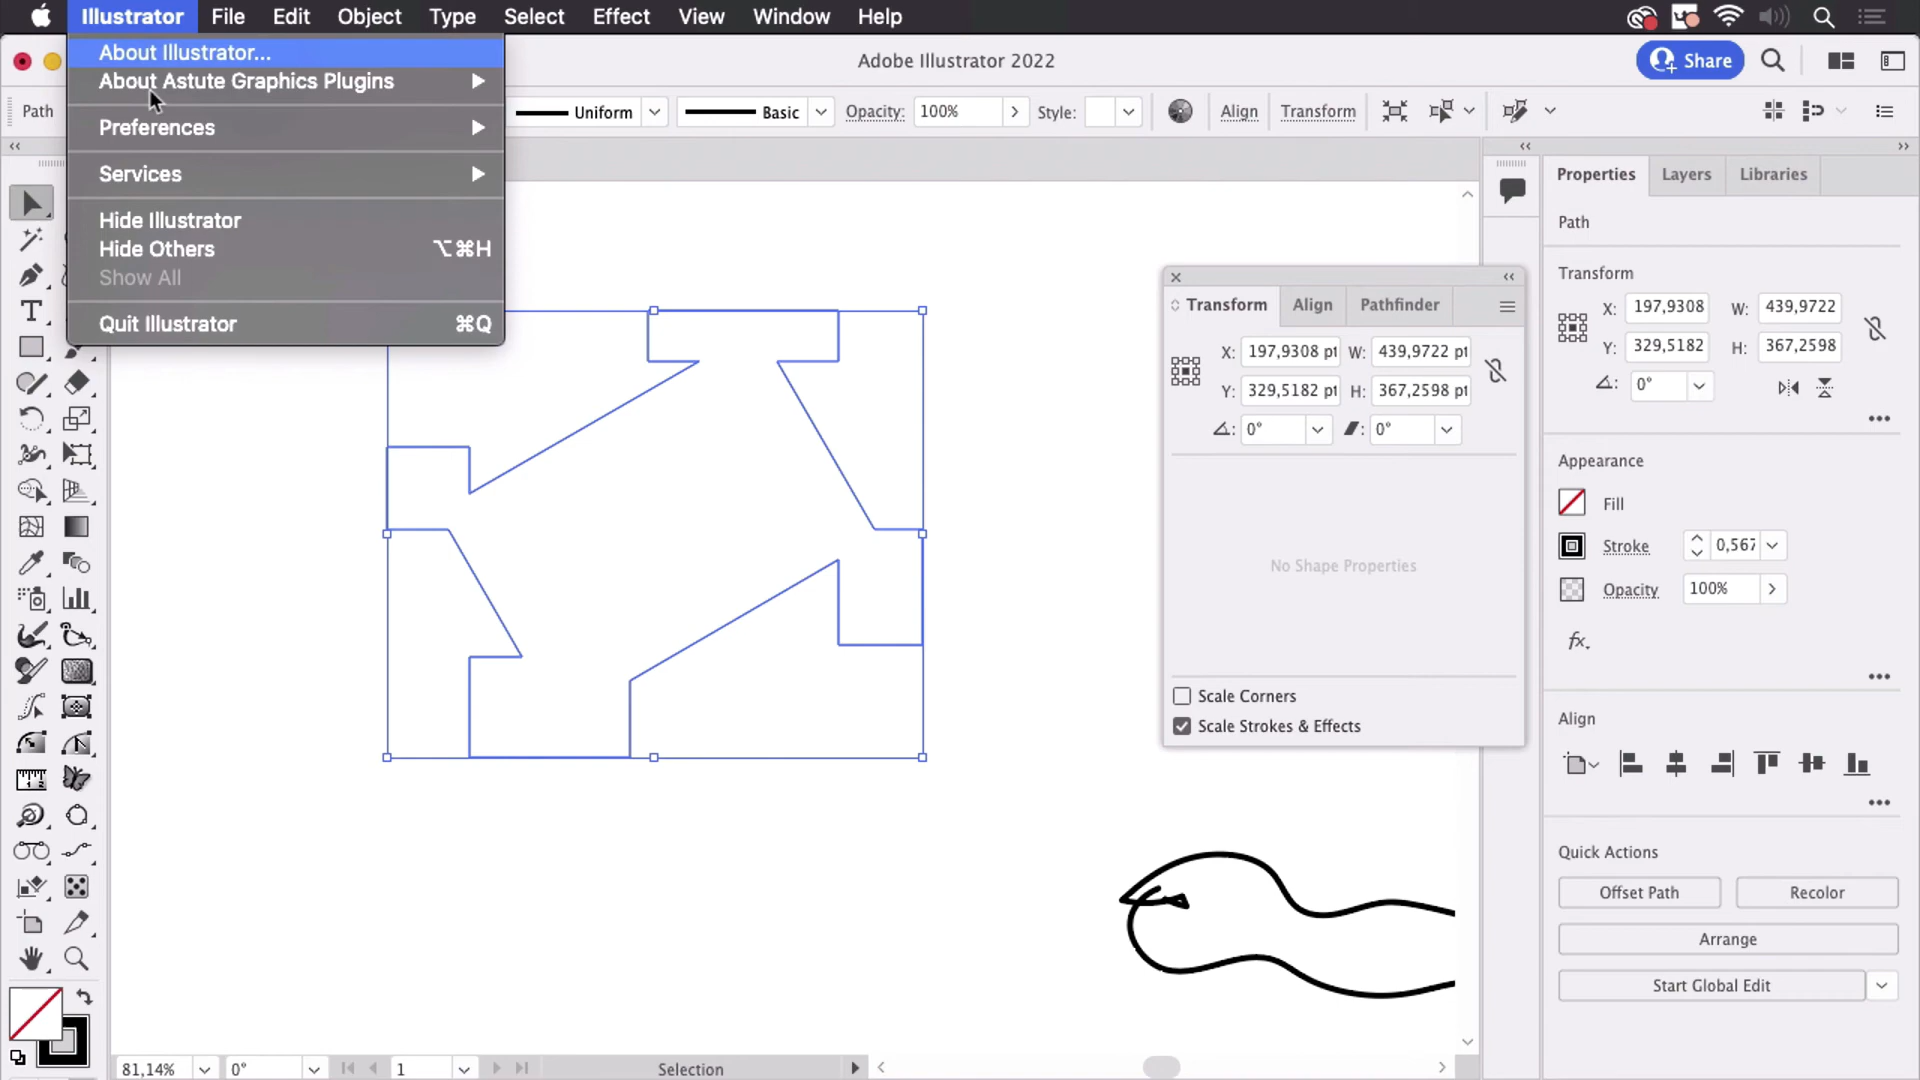 Illustrator File Edit Object Type Select Effect View Window Help
About Illustrator...
About Astute Graphics Plugins
Preferences
Services
Hide Illustrator
Hide Others ⌥⌘H
Show All
Quit Illustrator ⌘Q
Adobe Illustrator 2022
Share
Path
Uniform
Basic
Opacity: 100%
Style:
Align
Transform
Properties Layers Libraries
Path
Transform
X: 197,9308 W: 439,9722
Y: 329,5182 H: 367,2598
0°
Transform Align Pathfinder
X: 197,9308 pt W: 439,9722 pt
Y: 329,5182 pt H: 367,2598 pt
0° 0°
No Shape Properties
Scale Corners
Scale Strokes & Effects
Appearance
Fill
Stroke 0,567
Opacity 100%
fx.
Align
Quick Actions
Offset Path Recolor
Arrange
Start Global Edit
81,14% 0° 1 Selection